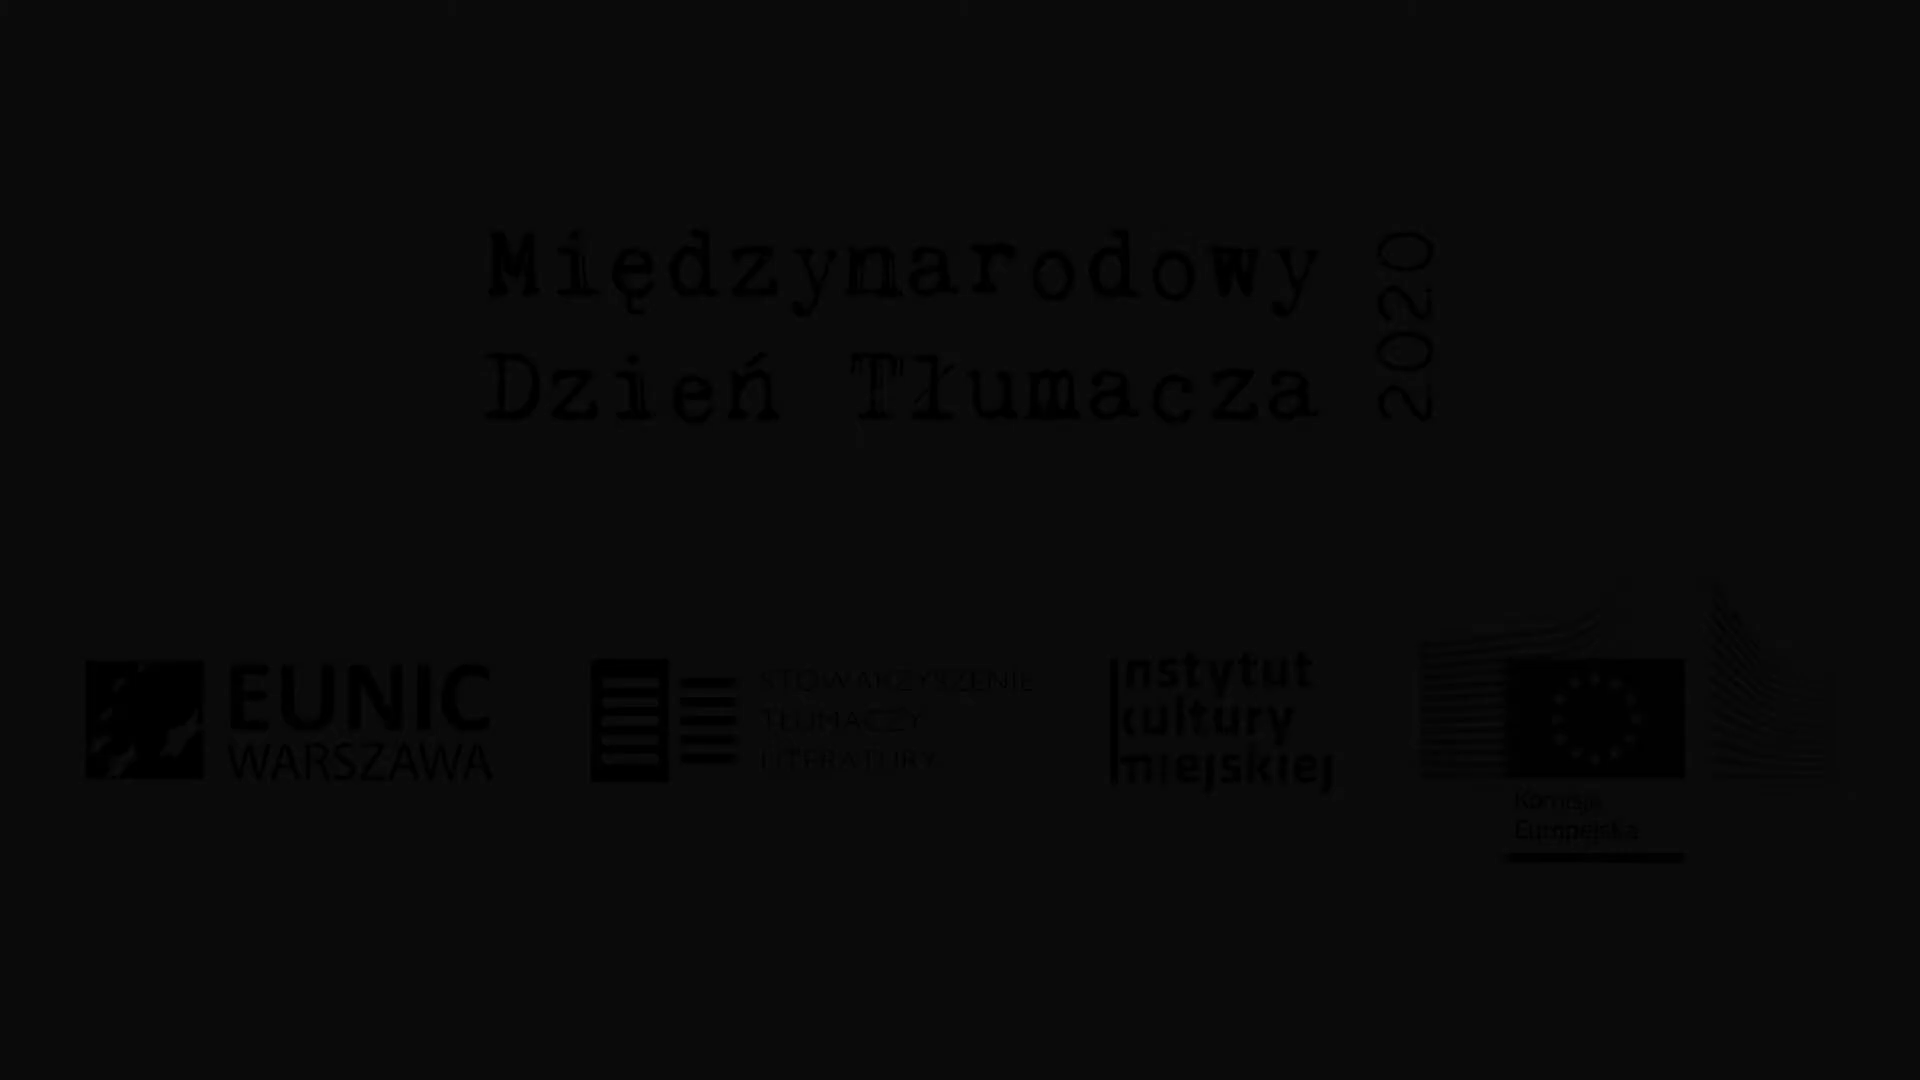 Międzynarodowy
Dzień Tłumacza
2020
EUNIC
WARSZAWA
STOWARZYSZENIE
TŁUMACZY
LITERATURY
instytut
kultury
miejskiej
Komisja
Europejska